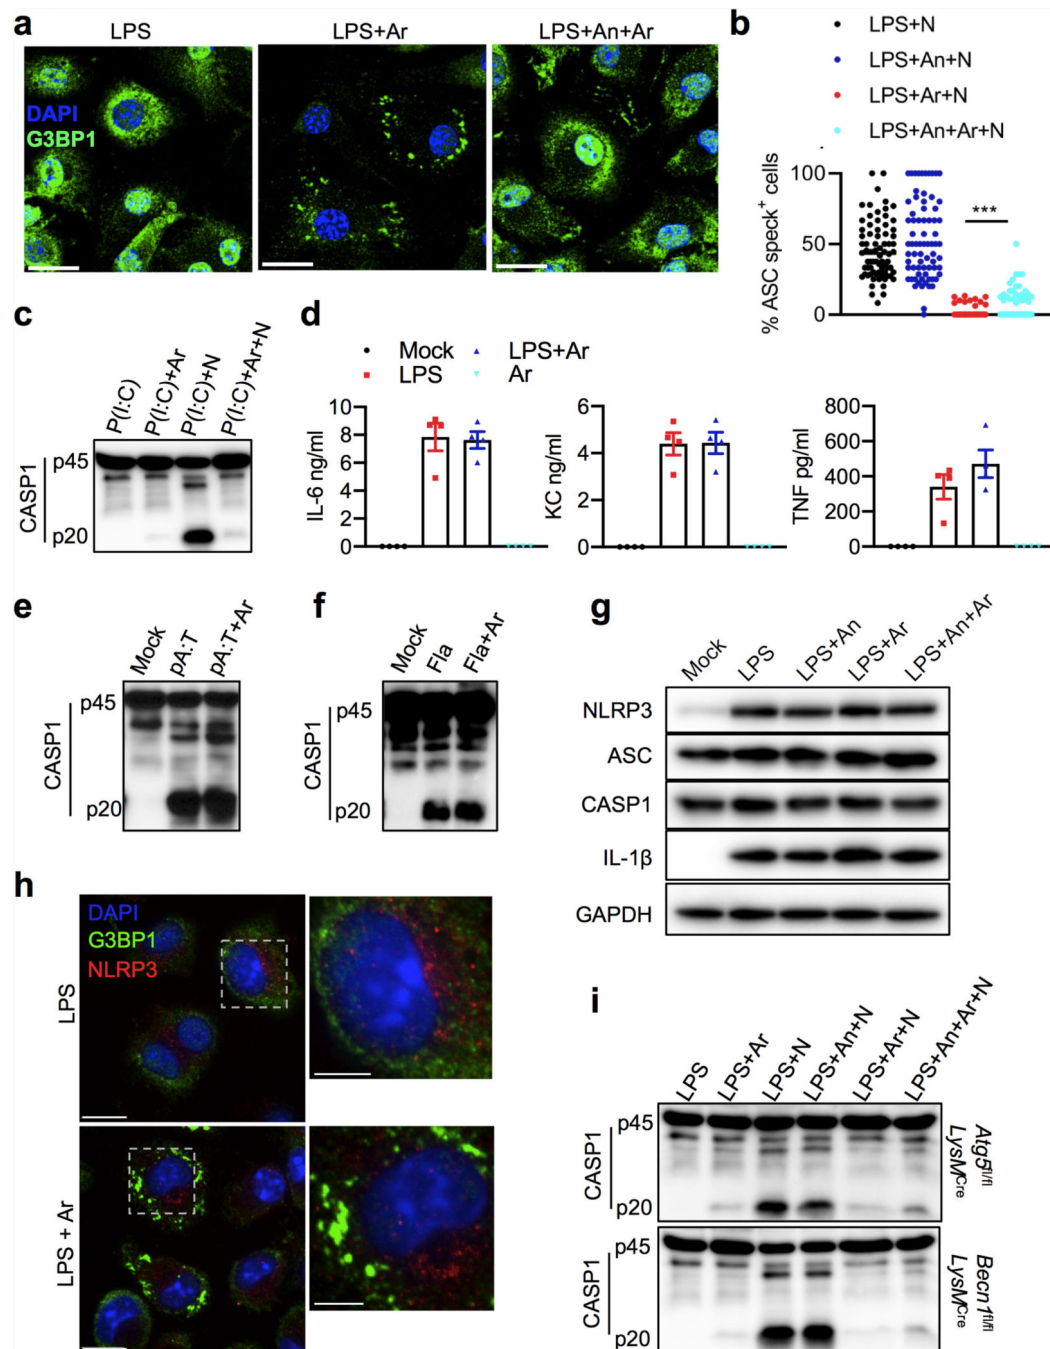 a
LPS
LPS+Ar
LPS+An+Ar
DAPI
G3BP1
b
LPS+N
LPS+An+N
LPS+Ar+N
LPS+An+Ar+N
% ASC speck+ cells
100
50
0
***
c
P(I:C)
P(I:C)+Ar
P(I:C)+N
P(I:C)+Ar+N
CASP1
p45
p20
d
Mock
LPS
LPS+Ar
Ar
IL-6 ng/ml
10
8
6
4
2
0
KC ng/ml
6
4
2
0
TNF pg/ml
800
600
400
200
0
e
Mock
pA:T
pA:T+Ar
CASP1
p45
p20
f
Mock
Fla
Fla+Ar
CASP1
p45
p20
g
Mock
LPS
LPS+An
LPS+Ar
LPS+An+Ar
NLRP3
ASC
CASP1
IL-1β
GAPDH
h
LPS
DAPI
G3BP1
NLRP3
LPS + Ar
i
LPS
LPS+Ar
LPS+N
LPS+An+N
LPS+Ar+N
LPS+An+Ar+N
CASP1
p45
p20
Atg5fl/fl
LysMCre
CASP1
p45
p20
Becn1fl/fl
LysMCre